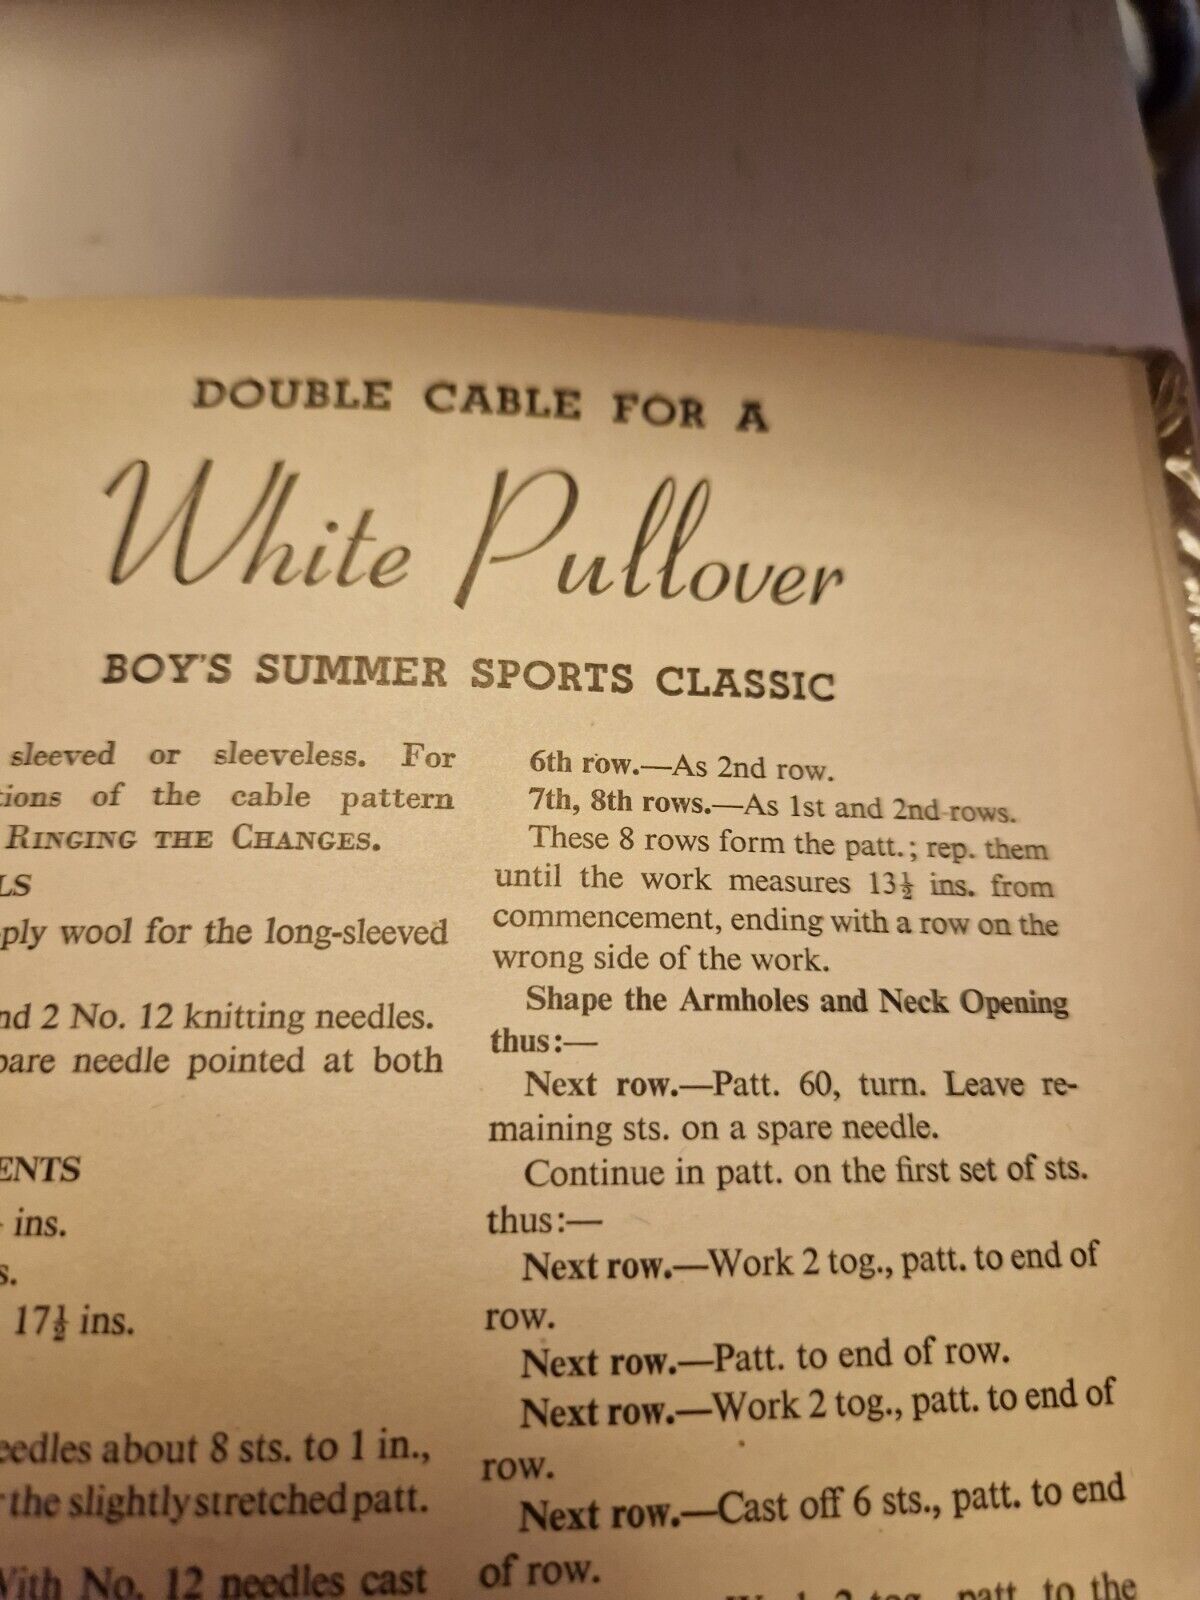 DOUBLE CABLE FOR A
White Pullover
BOY'S SUMMER SPORTS CLASSIC
sleeved or sleeveless. For
of the cable pattern
RINGING THE CHANGES.
ply wool for the long-sleeved
2 No. 12 knitting needles.
needle pointed at both
ins.
17½ ins.
about 8 sts. to 1 in.,
the slightly stretched patt.
No. 12 needles cast
6th row.—As 2nd row.
7th, 8th rows.—As 1st and 2nd rows.
These 8 rows form the patt.; rep. them
until the work measures 13½ ins. from
commencement, ending with a row on the
wrong side of the work.
Shape the Armholes and Neck Opening
thus:—
Next row.—Patt. 60, turn. Leave re-
maining sts. on a spare needle.
Continue in patt. on the first set of sts.
thus:—
Next row.—Work 2 tog., patt. to end of
row.
Next row.—Patt. to end of row.
Next row.—Work 2 tog., patt. to end of
row.
Next row.—Cast off 6 sts., patt. to end
of row.
2 tog., patt. to the